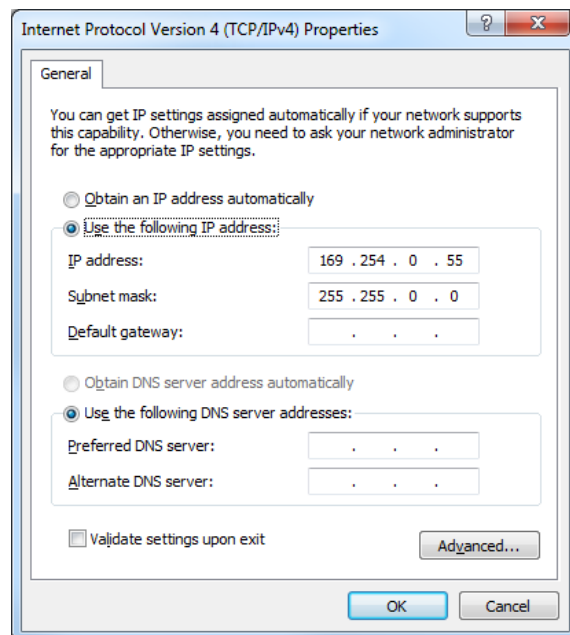 Internet Protocol Version 4 (TCP/IPv4) Properties
General
You can get IP settings assigned automatically if your network supports
this capability. Otherwise, you need to ask your network administrator
for the appropriate IP settings.
Obtain an IP address automatically
Use the following IP address:
IP address: 169 . 254 . 0 . 55
Subnet mask: 255 . 255 . 0 . 0
Default gateway: . . .
Obtain DNS server address automatically
Use the following DNS server addresses:
Preferred DNS server: . . .
Alternate DNS server: . . .
Validate settings upon exit
Advanced...
OK Cancel